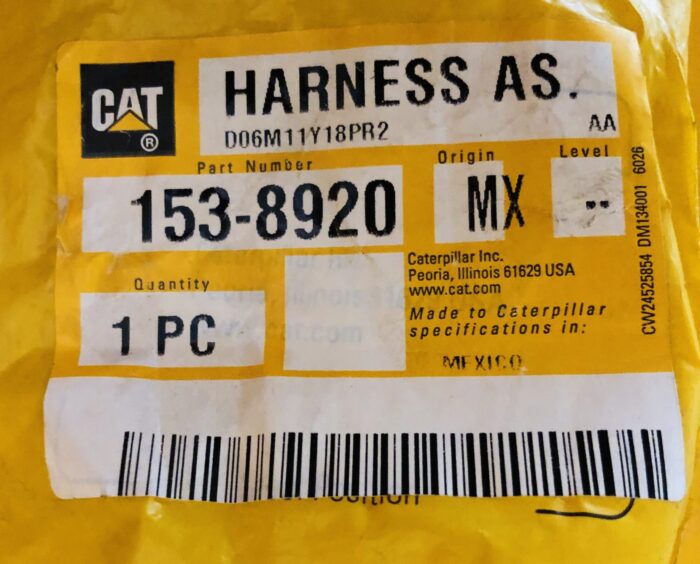 CAT
®
HARNESS AS.
D06M11Y18PR2
AA
Part Number
Origin
Level
153-8920
MX
--
Quantity
1 PC
Caterpillar Inc.
Peoria, Illinois 61629 USA
www.cat.com
Made to Caterpillar
specifications in:
MEXICO
CW24525854 DM134001 6026